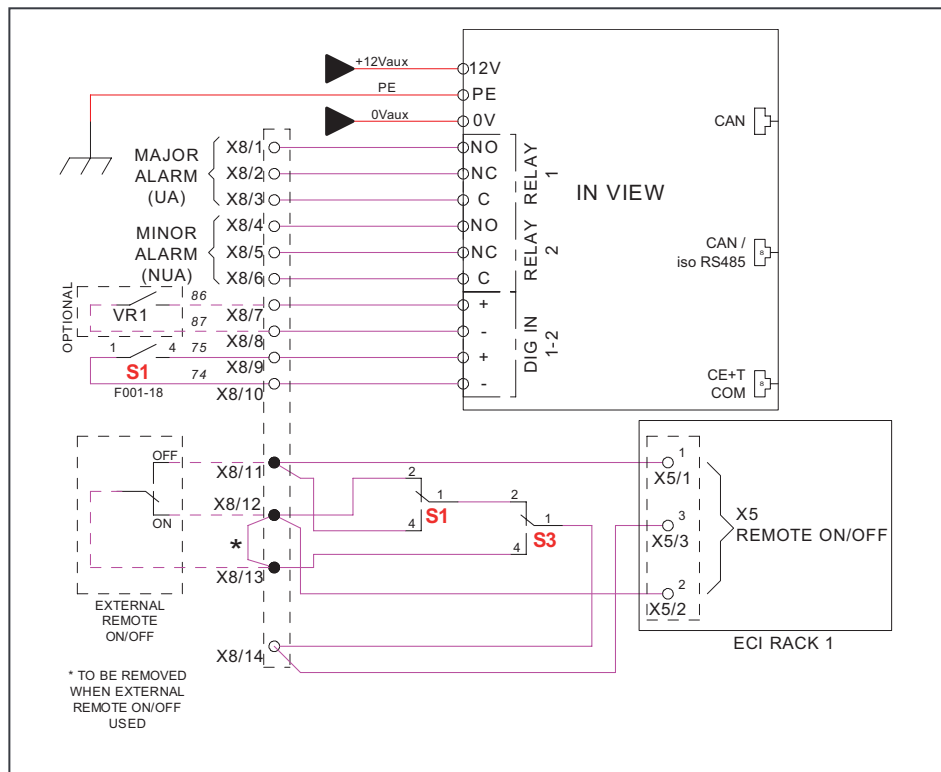 +12Vaux
12V
PE
PE
0Vaux
0V
CAN
MAJOR
ALARM
(UA)
X8/1
NO
X8/2
NC
X8/3
C
RELAY
1
IN VIEW
MINOR
ALARM
(NUA)
X8/4
NO
X8/5
NC
X8/6
C
RELAY
2
CAN /
iso RS485
8
OPTIONAL
VR1
86
X8/7
+
87
X8/8
-
1
4
75
X8/9
+
S1
74
F001-18
X8/10
-
DIG IN
1-2
CE+T
COM
8
OFF
X8/11
ON
X8/12
*
X8/13
X8/14
EXTERNAL
REMOTE
ON/OFF
2
1
4
S1
2
1
4
S3
1
X5/1
3
X5/3
2
X5/2
X5
REMOTE ON/OFF
ECI RACK 1
* TO BE REMOVED
WHEN EXTERNAL
REMOTE ON/OFF
USED